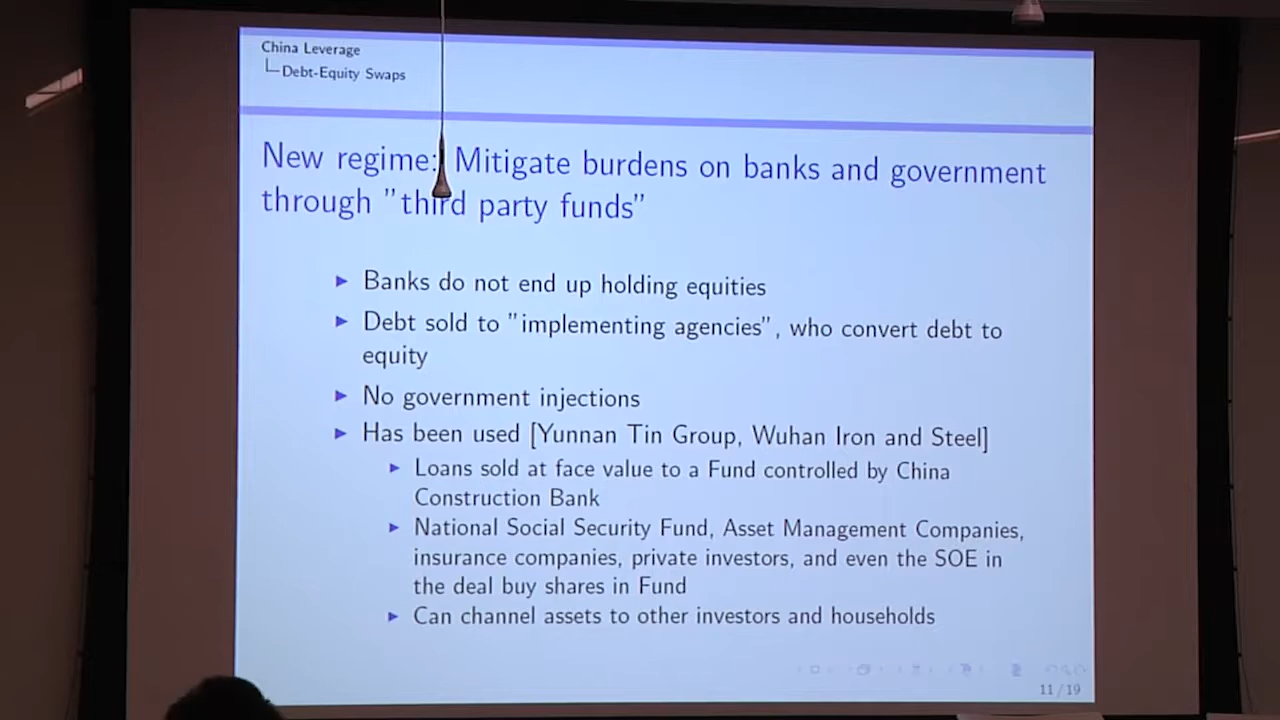 China Leverage
Debt-Equity Swaps
New regime: Mitigate burdens on banks and government
through "third party funds"
Banks do not end up holding equities
Debt sold to "implementing agencies", who convert debt to
equity
No government injections
Has been used [Yunnan Tin Group, Wuhan Iron and Steel]
Loans sold at face value to a Fund controlled by China
Construction Bank
National Social Security Fund, Asset Management Companies,
insurance companies, private investors, and even the SOE in
the deal buy shares in Fund
Can channel assets to other investors and households
11/19